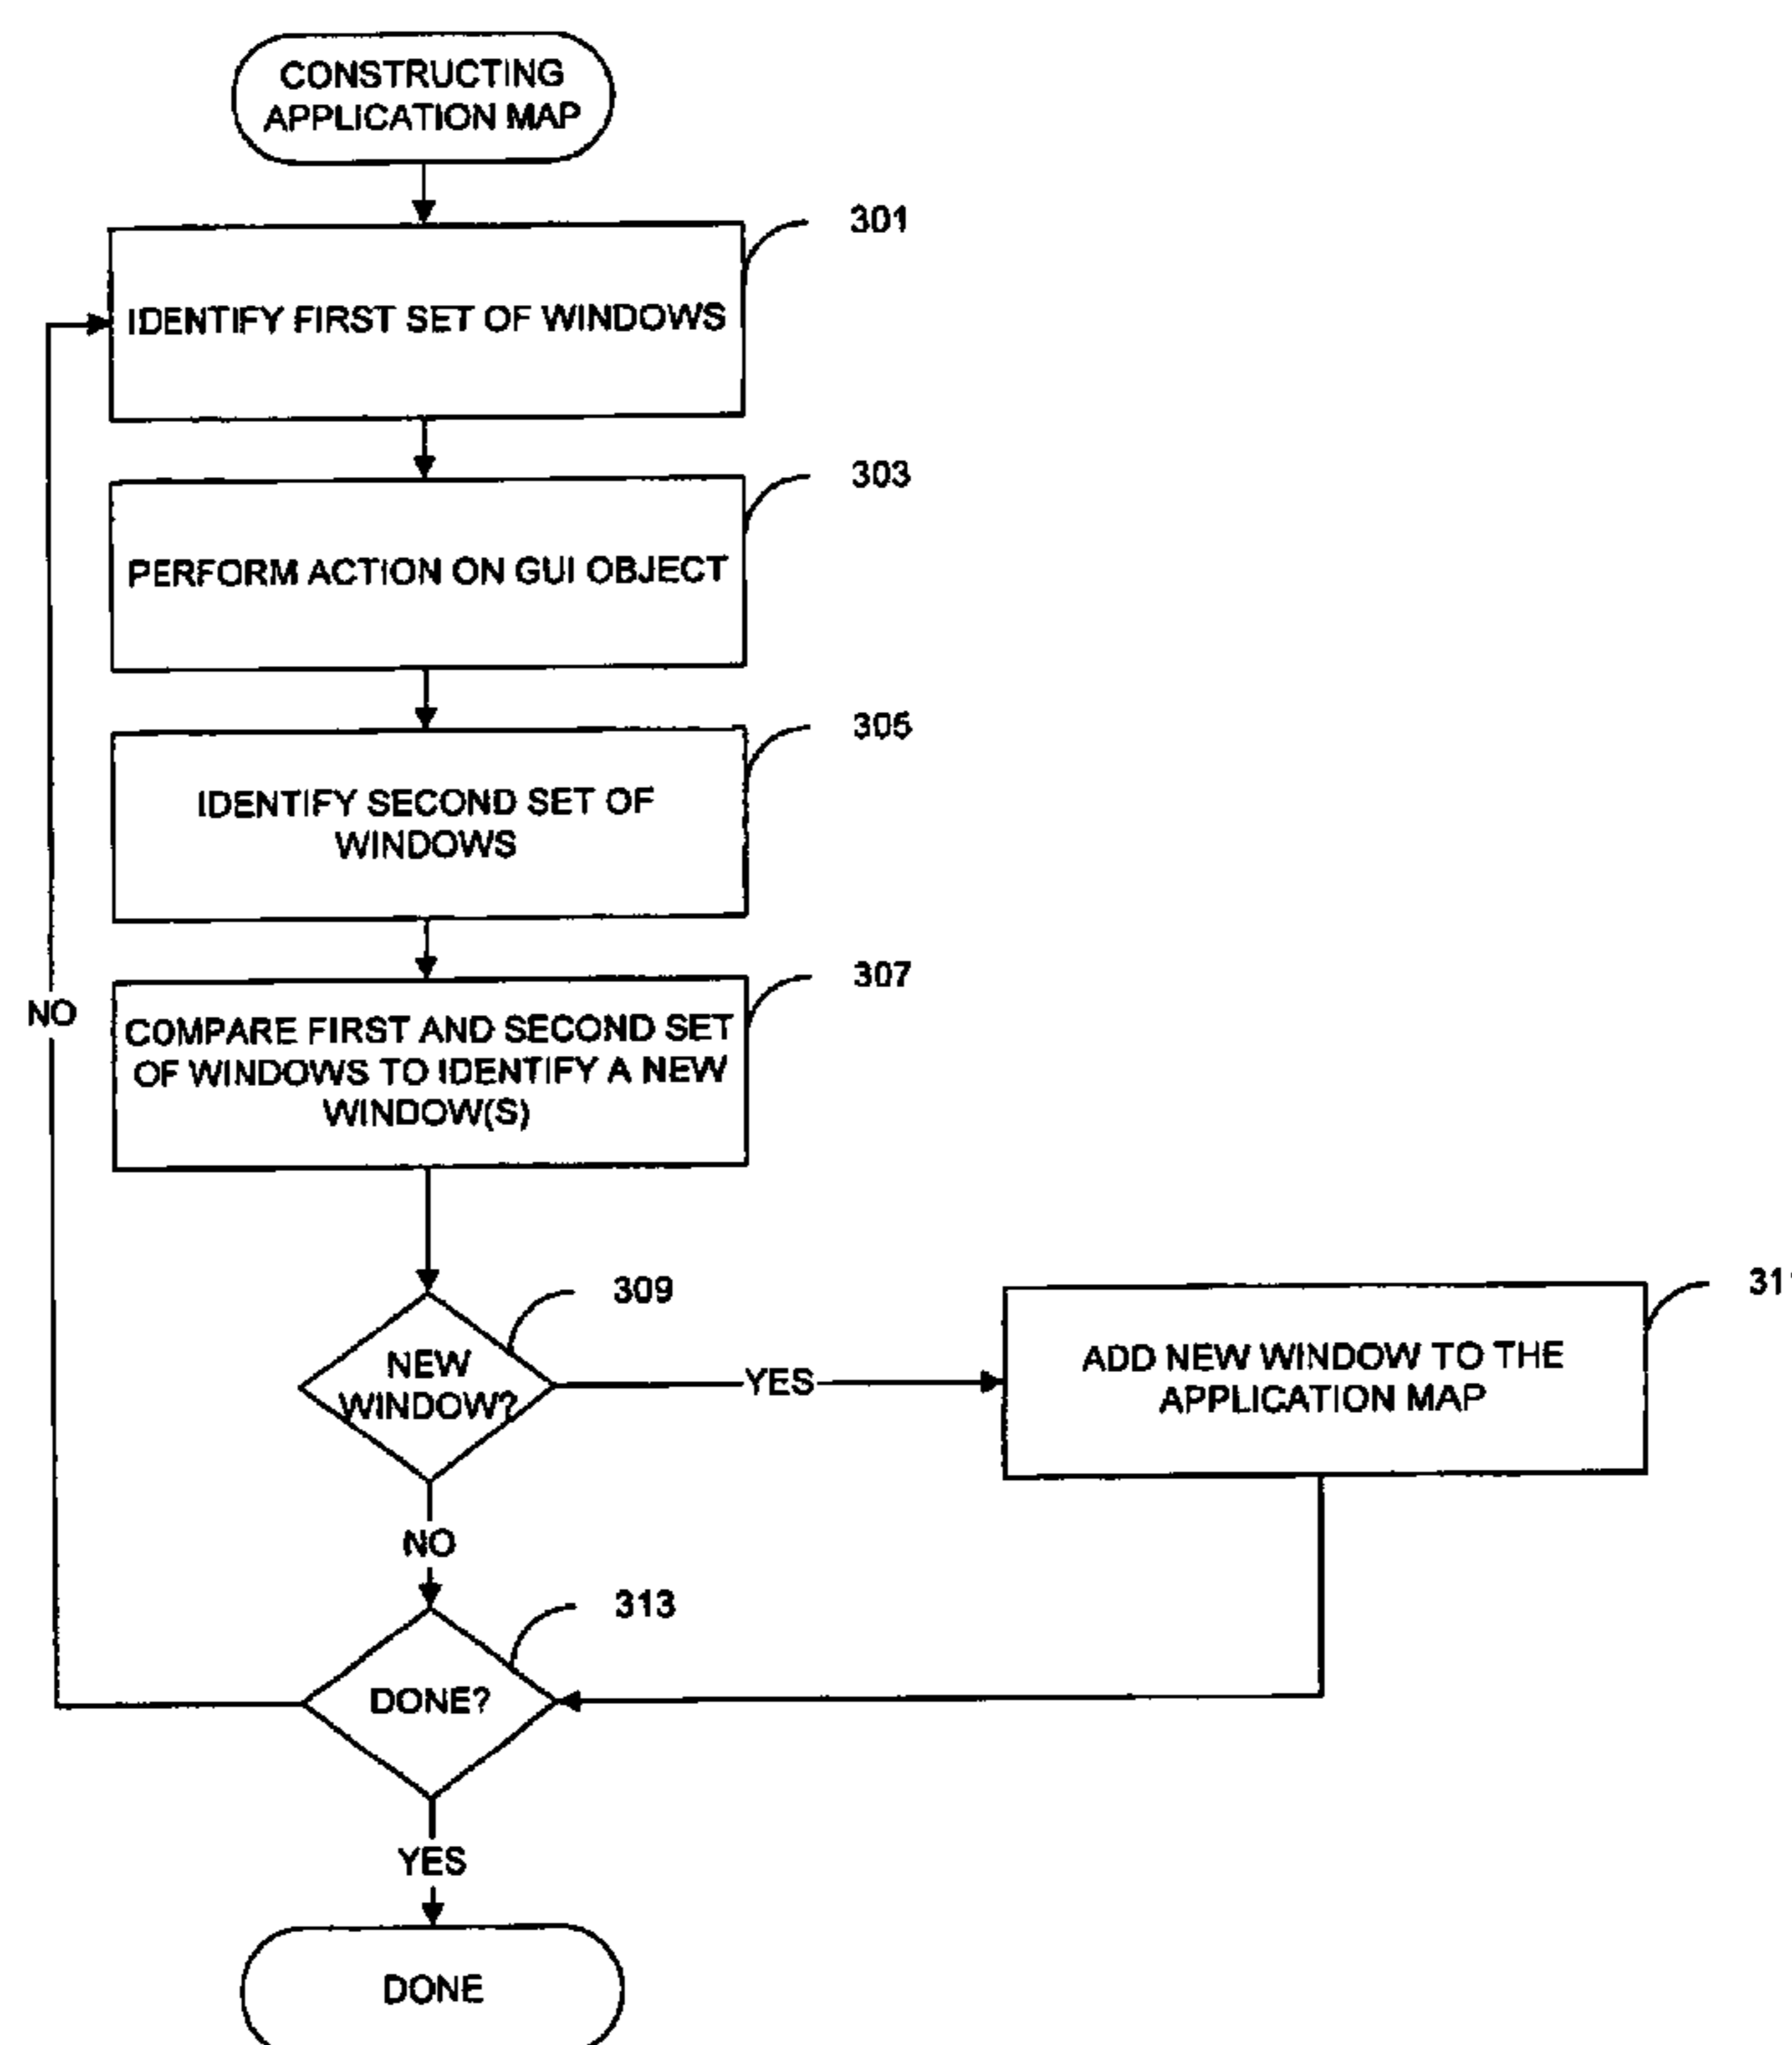 CONSTRUCTING
APPLICATION MAP
301
IDENTIFY FIRST SET OF WINDOWS
303
PERFORM ACTION ON GUI OBJECT
305
IDENTIFY SECOND SET OF
WINDOWS
307
COMPARE FIRST AND SECOND SET
OF WINDOWS TO IDENTIFY A NEW
WINDOW(S)
NO
309
NEW
WINDOW?
YES
ADD NEW WINDOW TO THE
APPLICATION MAP
NO
313
DONE?
YES
DONE